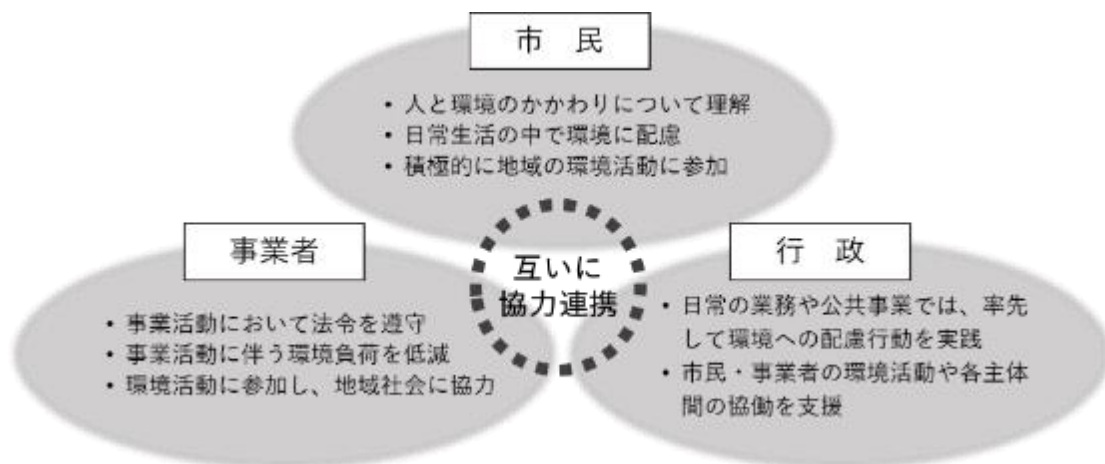 市　民
• 人と環境のかかわりについて理解
• 日常生活の中で環境に配慮
• 積極的に地域の環境活動に参加
事業者
• 事業活動において法令を遵守
• 事業活動に伴う環境負荷を低減
• 環境活動に参加し、地域社会に協力
互いに
協力連携
行　政
• 日常の業務や公共事業では、率先
して環境への配慮行動を実践
• 市民・事業者の環境活動や各主体
間の協働を支援